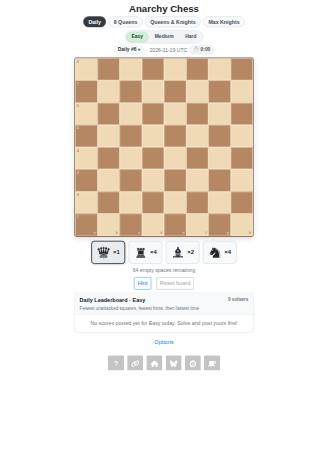 Anarchy Chess
Daily 8 Queens Queens & Knights Max Knights
Easy Medium Hard
Daily #6 • 2026-11-19 UTC 0:00
×1 ×4 ×2 ×4
64 empty spaces remaining
Hint Reset board
Daily Leaderboard - Easy 0 solvers
Fewest unattacked squares, fewest hints, then fastest time
No scores posted yet for Easy today. Solve and post yours first!
Options
?